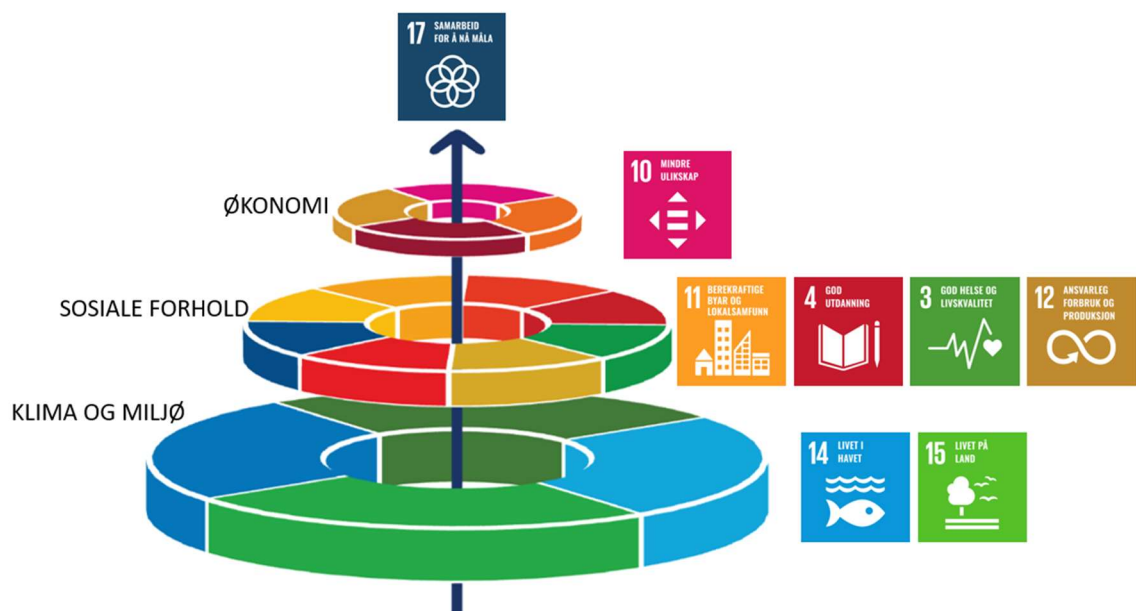 17 SAMARBEID
FOR Å NÅ MÅLA
ØKONOMI
10 MINDRE
ULIKSKAP
SOSIALE FORHOLD
11 BEREKRAFTIGE
BYAR OG
LOKALSAMFUNN
4 GOD
UTDANNING
3 GOD HELSE OG
LIVSKVALITET
12 ANSVARLEG
FORBRUK OG
PRODUKSJON
KLIMA OG MILJØ
14 LIVET I
HAVET
15 LIVET PÅ
LAND